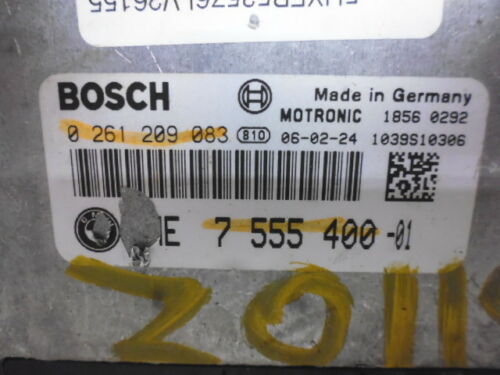 BOSCH
Made in Germany
MOTRONIC 1856 0292
0 261 209 083 810 06-02-24 1039S10306
7 555 400 -01